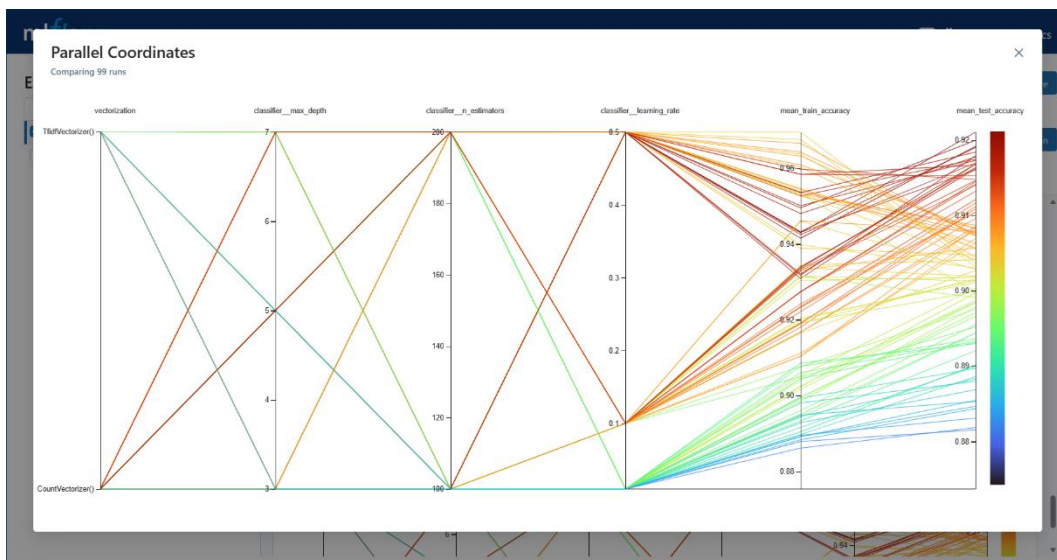 Parallel Coordinates
×
Comparing 99 runs
vectorization
classifier__max_depth
classifier__n_estimators
classifier__learning_rate
mean_train_accuracy
mean_test_accuracy
TfidfVectorizer()
CountVectorizer()
7
6
5
4
3
200
180
160
140
120
100
0.5
0.4
0.3
0.2
0.1
0.96
0.94
0.92
0.90
0.88
0.92
0.91
0.90
0.89
0.88
6
0.94